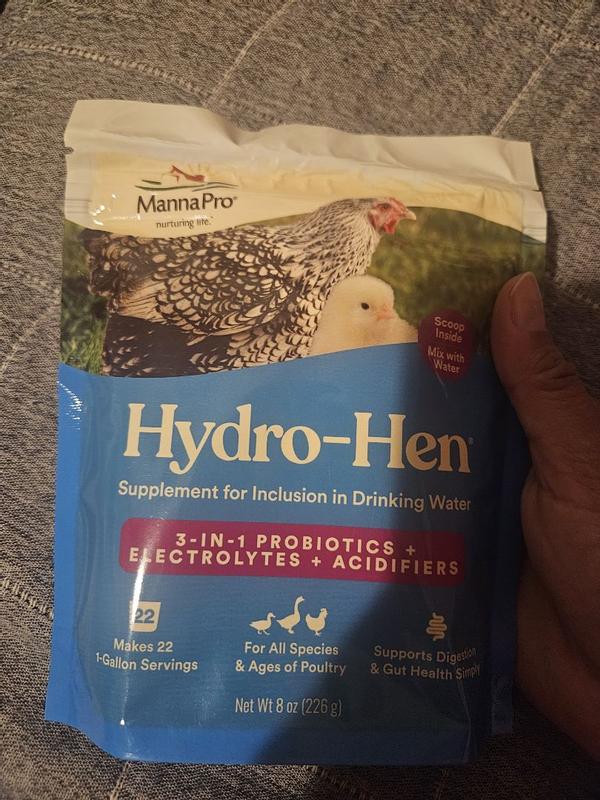 MannaPro®
nurturing life.®
Scoop
Inside
Mix with
Water
Hydro-Hen®
Supplement for Inclusion in Drinking Water
3-IN-1 PROBIOTICS +
ELECTROLYTES + ACIDIFIERS
22
Makes 22
1-Gallon Servings
For All Species
& Ages of Poultry
Supports Digestion
& Gut Health Simply
Net Wt 8 oz (226 g)